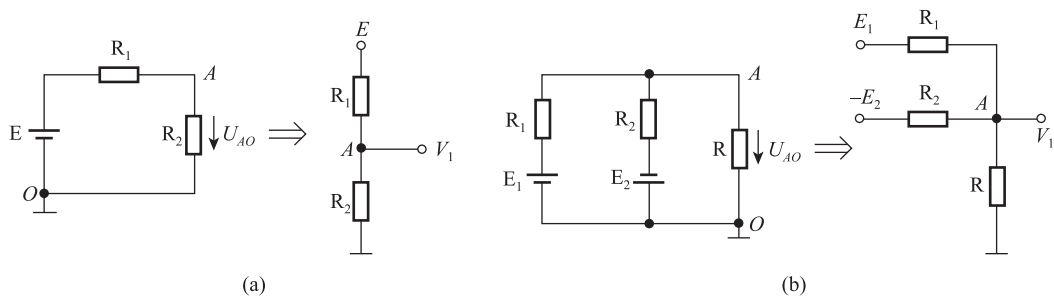 R₁
A
E
R₂
U_AO
O
E
R₁
A
V₁
R₂
(a)
A
R₁
R₂
R
U_AO
E₁
E₂
O
E₁
R₁
–E₂
R₂
A
V₁
R
(b)